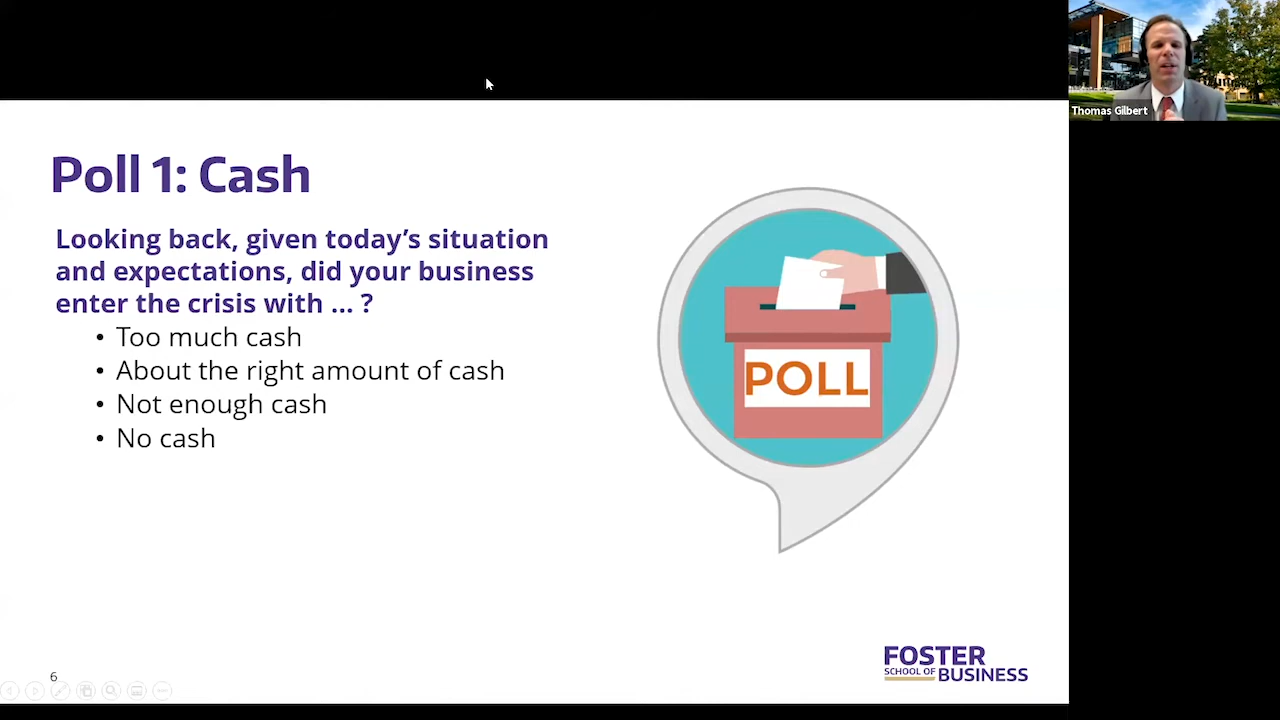 Thomas Gilbert
Poll 1: Cash
Looking back, given today’s situation
and expectations, did your business
enter the crisis with ... ?
• Too much cash
• About the right amount of cash
• Not enough cash
• No cash
POLL
6
FOSTER
SCHOOL OF BUSINESS